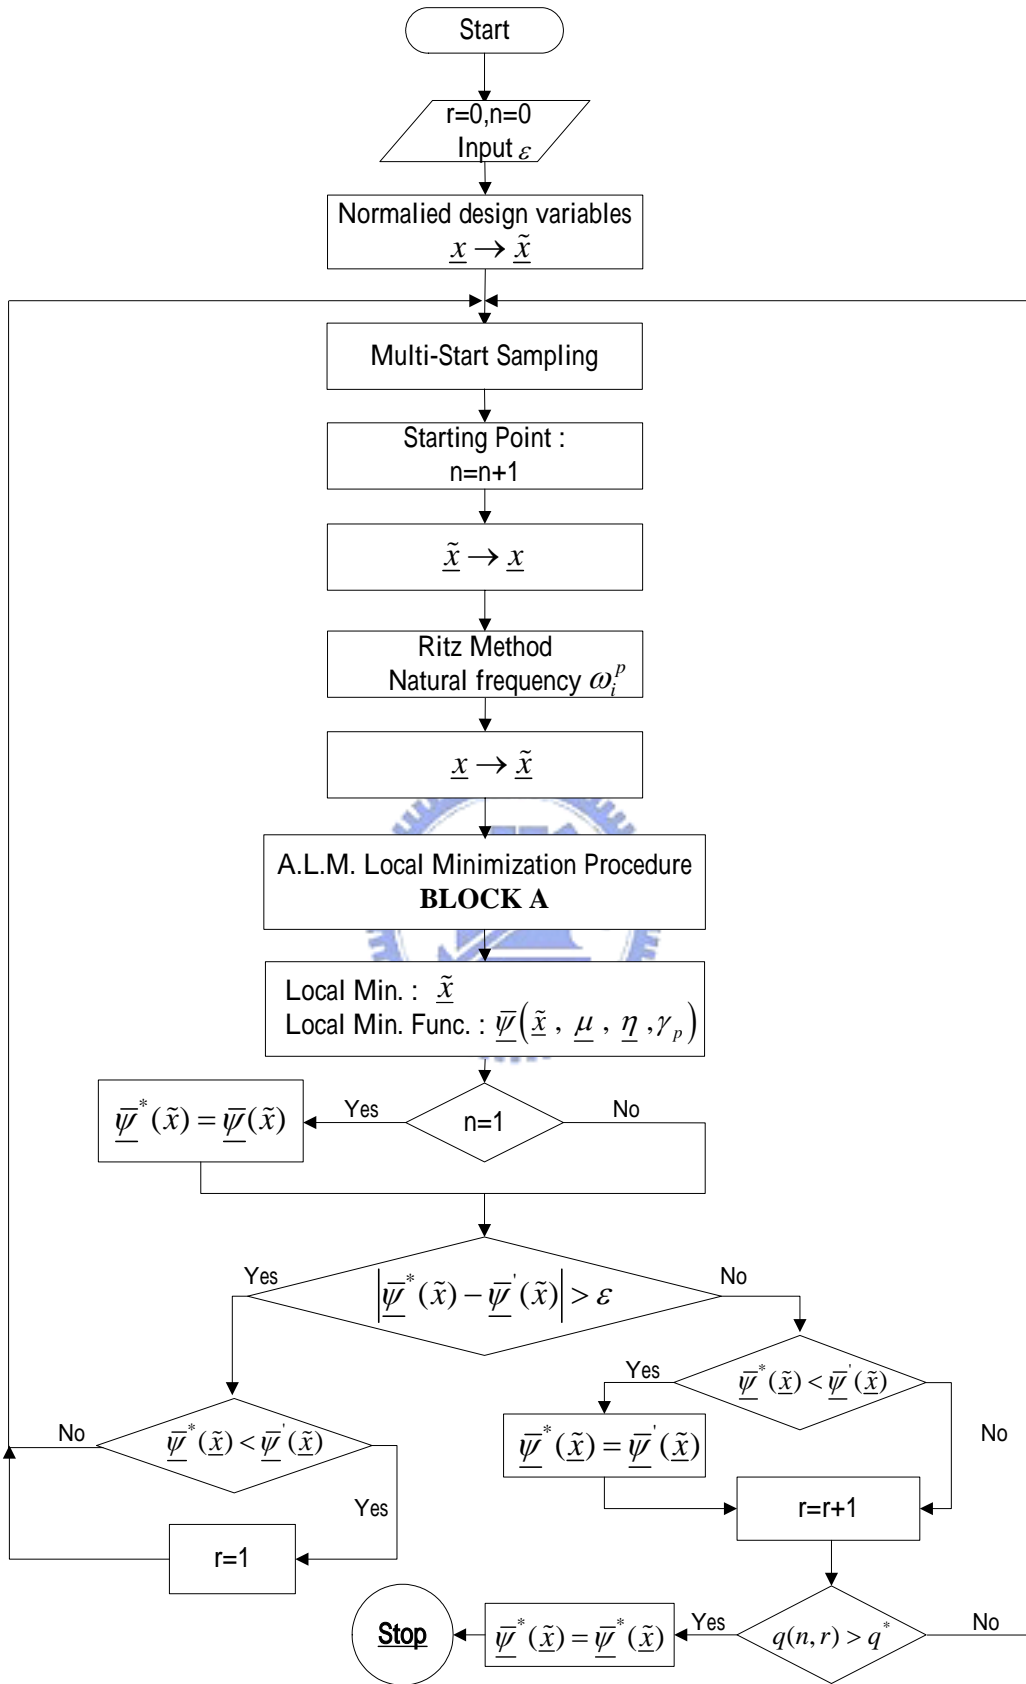 Start
r=0,n=0
Input ε
Normalied design variables
x̲ → x̲̃
Multi-Start Sampling
Starting Point :
n=n+1
x̲̃ → x̲
Ritz Method
Natural frequency ω_i^p
x̲ → x̲̃
A.L.M. Local Minimization Procedure
BLOCK A
Local Min. : x̲̃
Local Min. Func. : ψ̲̅(x̲̃ , μ̲ , η̲ ,γ_p)
ψ̲̅^*(x̃) = ψ̲̅(x̃)
Yes
n=1
No
Yes
|ψ̲̅^*(x̃) − ψ̲̅^'(x̃)| > ε
No
Yes
ψ̲̅^*(x̲̃) < ψ̲̅^'(x̲̃)
No
No
ψ̲̅^*(x̲̃) < ψ̲̅^'(x̲̃)
Yes
ψ̲̅^*(x̲̃) = ψ̲̅^'(x̲̃)
r=r+1
r=1
Stop
ψ̲̅^*(x̲̃) = ψ̲̅^*(x̲̃)
Yes
q(n, r) > q^*
No